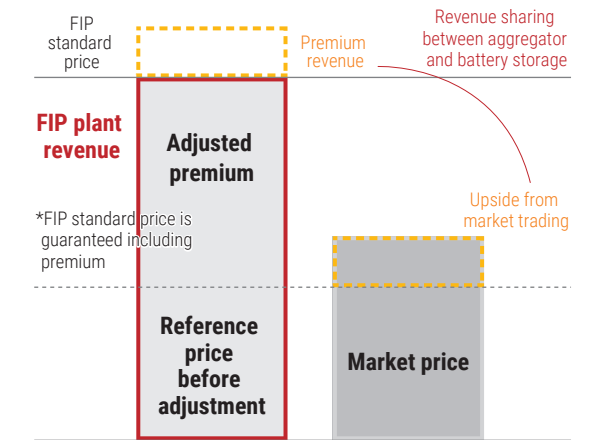 FIP
standard
price
Premium
revenue
Revenue sharing
between aggregator
and battery storage
FIP plant
revenue
Adjusted
premium
*FIP standard price is
guaranteed including
premium
Upside from
market trading
Reference
price
before
adjustment
Market price